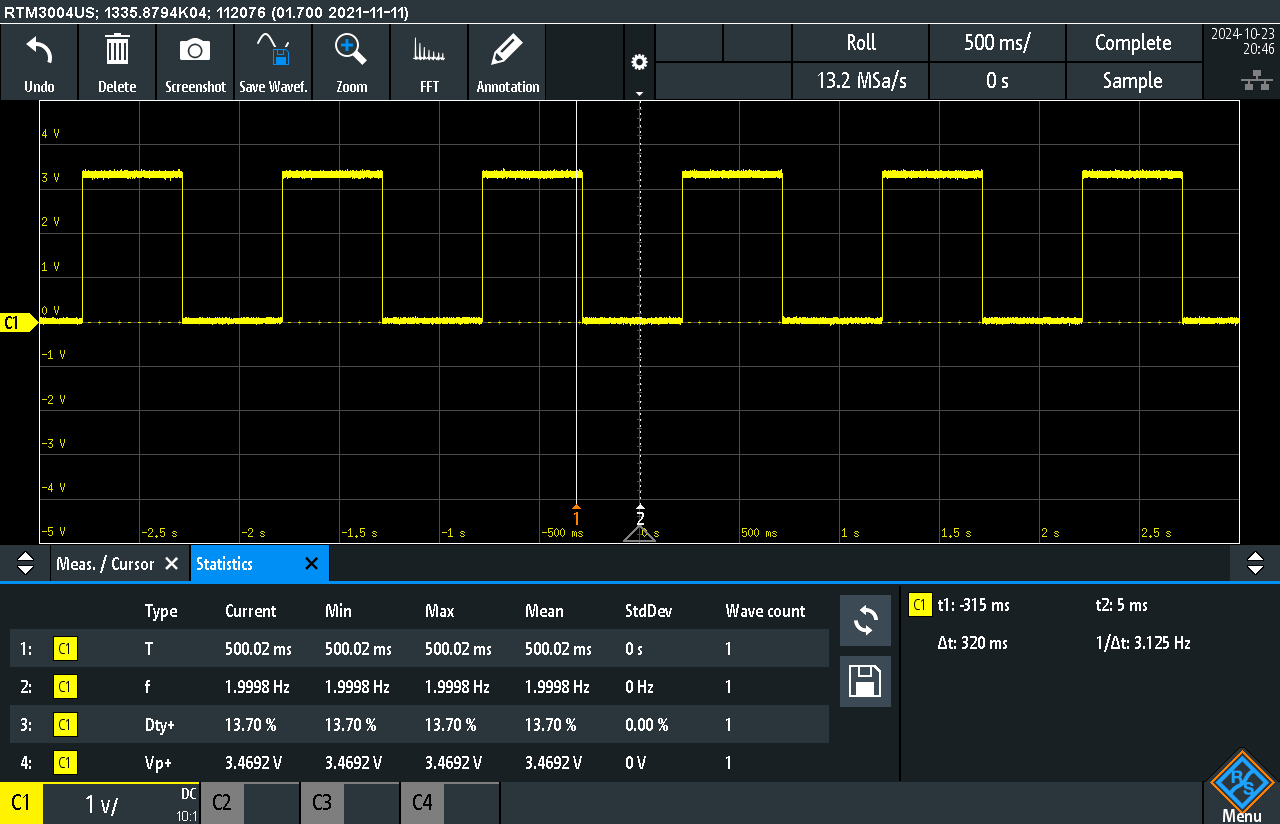 RTM3004US; 1335.8794K04; 112076 (01.700 2021-11-11)
Undo Delete Screenshot Save Wavef. Zoom FFT Annotation
Roll 500 ms/ Complete
13.2 MSa/s 0 s Sample
2024-10-23
20:46
4 V
3 V
2 V
1 V
0 V
C1
-1 V
-2 V
-3 V
-4 V
1 2
-5 V -2.5 s -2 s -1.5 s -1 s -500 ms 0 s 500 ms 1 s 1.5 s 2 s 2.5 s
Meas. / Cursor Statistics
Type Current Min Max Mean StdDev Wave count
1: C1 T 500.02 ms 500.02 ms 500.02 ms 500.02 ms 0 s 1
2: C1 f 1.9998 Hz 1.9998 Hz 1.9998 Hz 1.9998 Hz 0 Hz 1
3: C1 Dty+ 13.70 % 13.70 % 13.70 % 13.70 % 0.00 % 1
4: C1 Vp+ 3.4692 V 3.4692 V 3.4692 V 3.4692 V 0 V 1
C1 t1: -315 ms t2: 5 ms
Δt: 320 ms 1/Δt: 3.125 Hz
C1 1 V/ DC 10:1 C2 C3 C4
R S
Menu